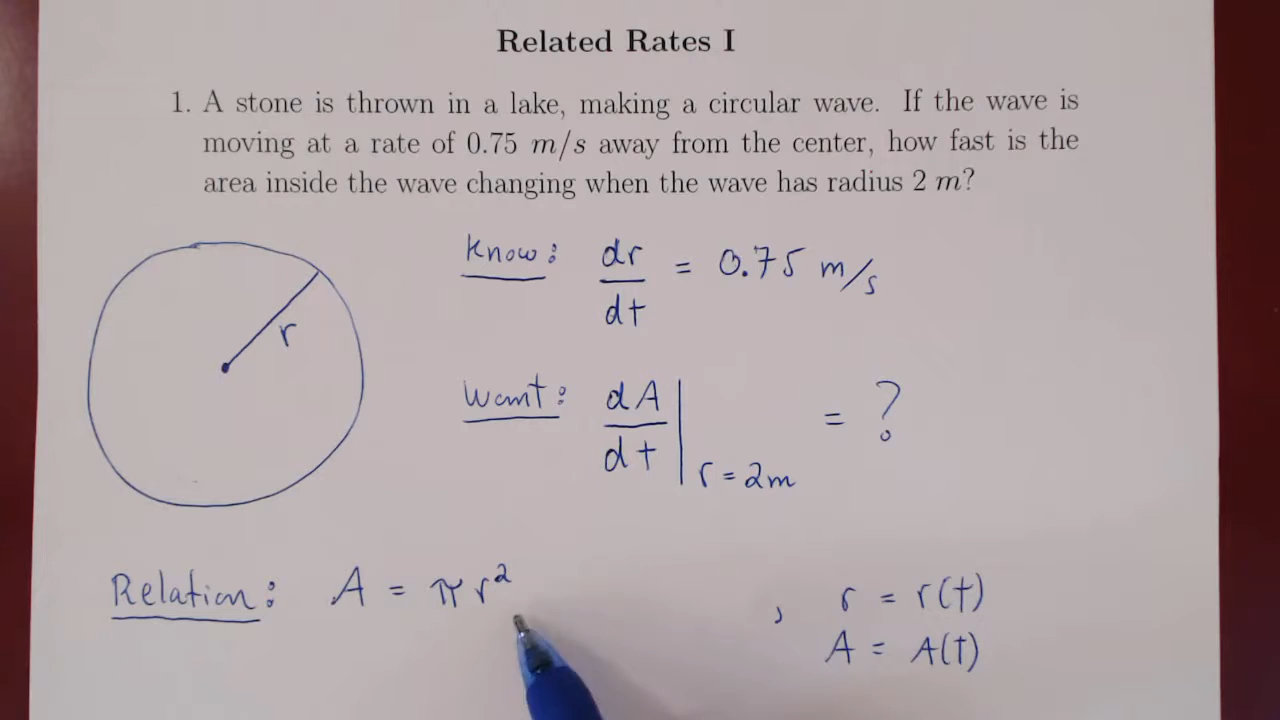 Related Rates I
1. A stone is thrown in a lake, making a circular wave. If the wave is
moving at a rate of 0.75 m/s away from the center, how fast is the
area inside the wave changing when the wave has radius 2 m?
r
Know: dr/dt = 0.75 m/s
Want: dA/dt | r = 2m = ?
Relation: A = πr² , r = r(t)
A = A(t)